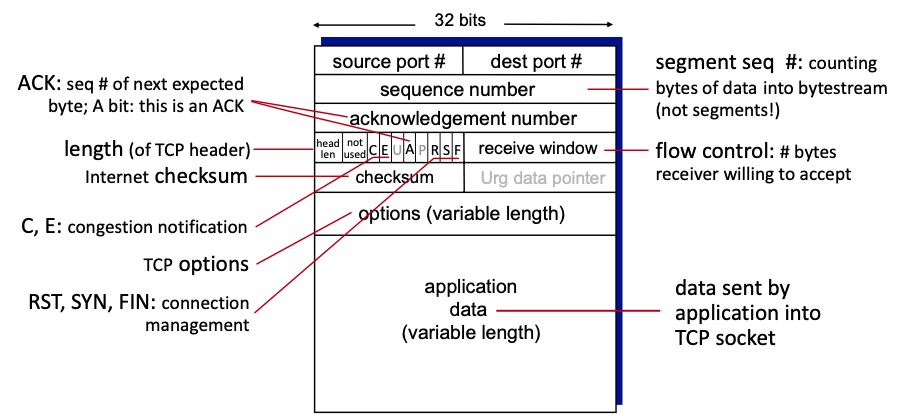 32 bits
source port #
dest port #
sequence number
acknowledgement number
head
len
not
used
C
E
U
A
P
R
S
F
receive window
checksum
Urg data pointer
options (variable length)
application
data
(variable length)
ACK: seq # of next expected
byte; A bit: this is an ACK
length (of TCP header)
Internet checksum
C, E: congestion notification
TCP options
RST, SYN, FIN: connection
management
segment seq #: counting
bytes of data into bytestream
(not segments!)
flow control: # bytes
receiver willing to accept
data sent by
application into
TCP socket